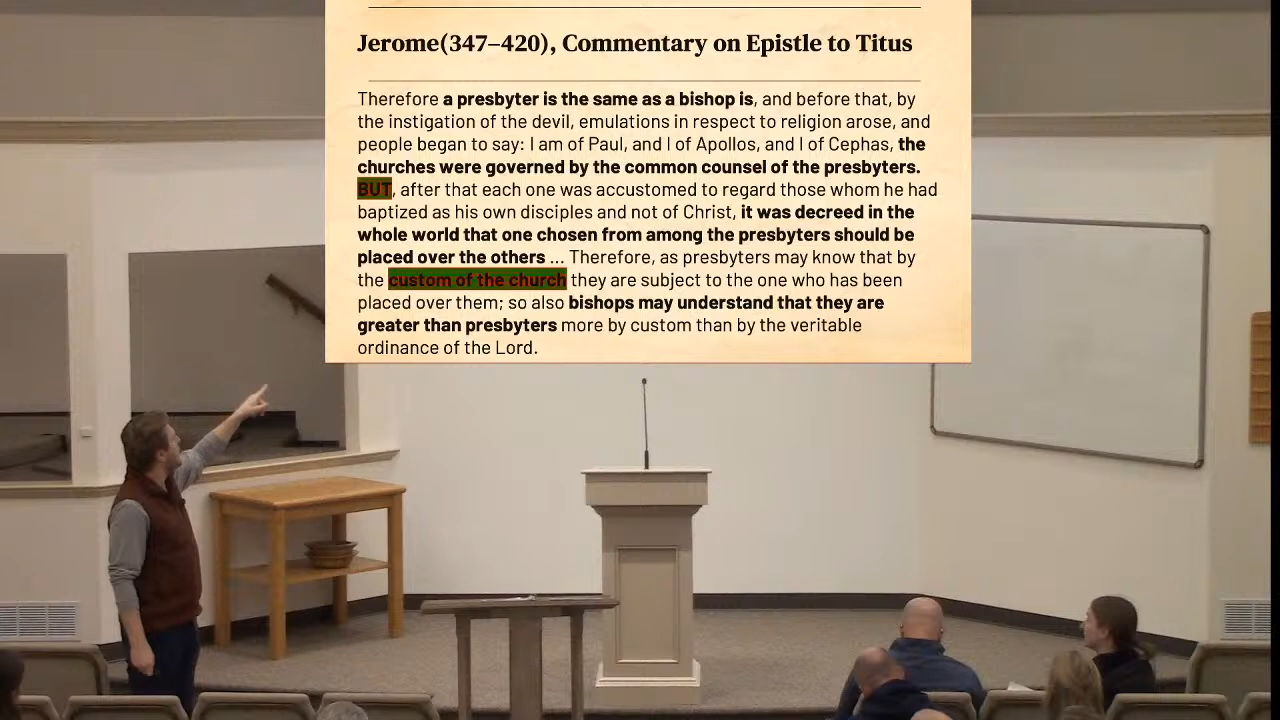 Jerome(347–420), Commentary on Epistle to Titus
Therefore a presbyter is the same as a bishop is, and before that, by
the instigation of the devil, emulations in respect to religion arose, and
people began to say: I am of Paul, and I of Apollos, and I of Cephas, the
churches were governed by the common counsel of the presbyters.
BUT, after that each one was accustomed to regard those whom he had
baptized as his own disciples and not of Christ, it was decreed in the
whole world that one chosen from among the presbyters should be
placed over the others ... Therefore, as presbyters may know that by
the custom of the church they are subject to the one who has been
placed over them; so also bishops may understand that they are
greater than presbyters more by custom than by the veritable
ordinance of the Lord.